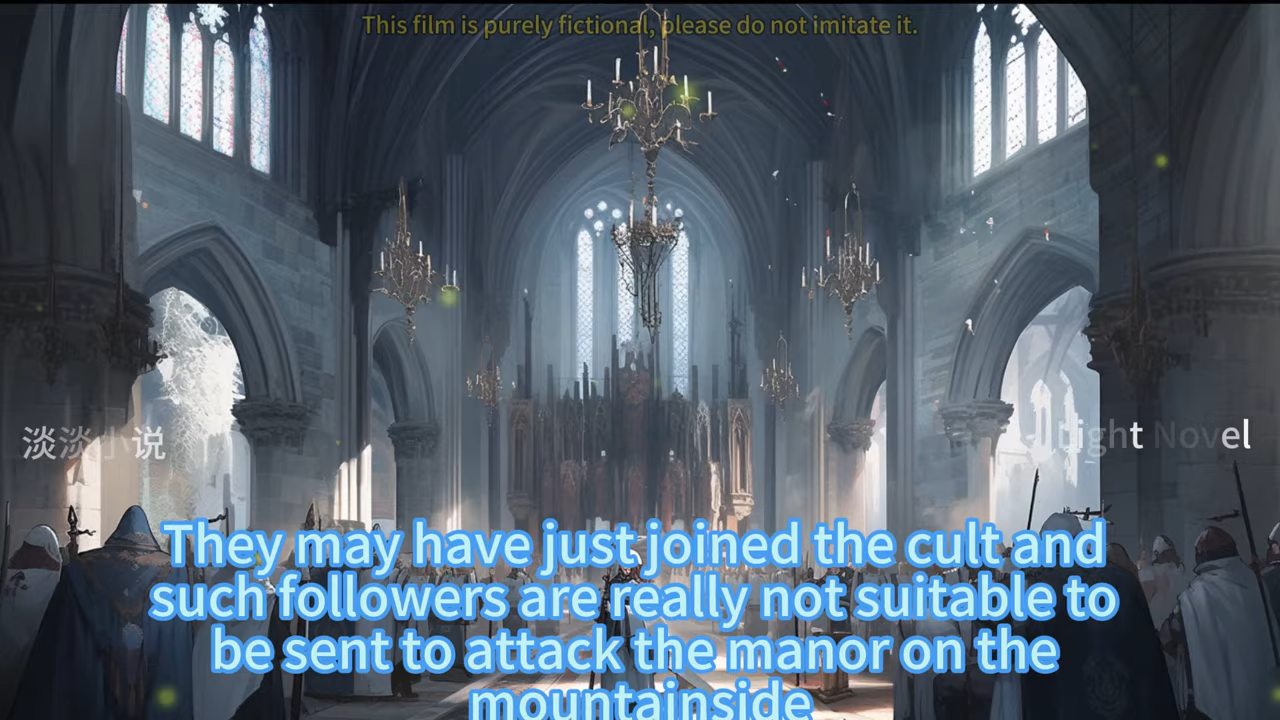 This film is purely fictional, please do not imitate it.
淡淡小说
Light Novel
They may have just joined the cult and
such followers are really not suitable to
be sent to attack the manor on the
mountainside